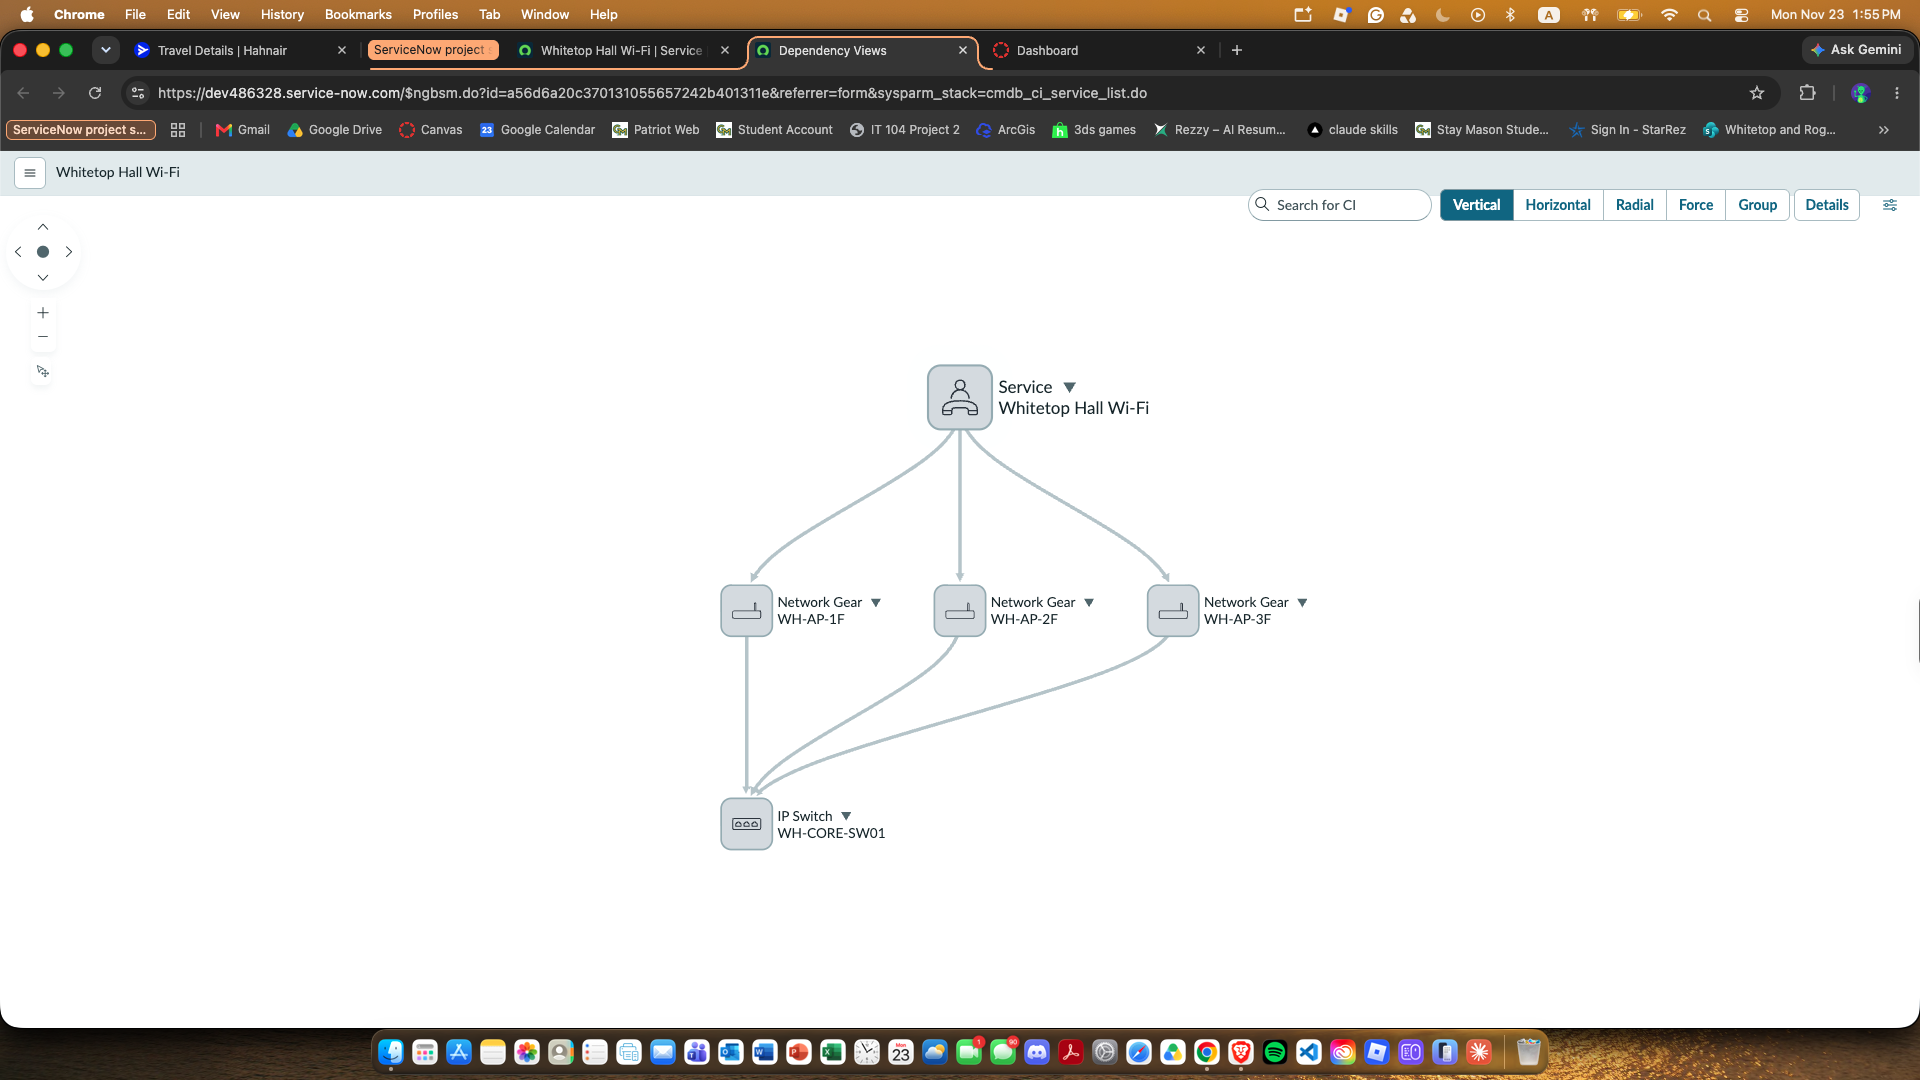 Chrome File Edit View History Bookmarks Profiles Tab Window Help
A
Mon Nov 23 1:55 PM
Travel Details | Hahnair
ServiceNow project s
Whitetop Hall Wi-Fi | Service
Dependency Views
Dashboard
Ask Gemini
https://dev486328.service-now.com/$ngbsm.do?id=a56d6a20c370131055657242b401311e&referrer=form&sysparm_stack=cmdb_ci_service_list.do
ServiceNow project s...
Gmail
Google Drive
Canvas
23
Google Calendar
Patriot Web
Student Account
IT 104 Project 2
ArcGis
3ds games
Rezzy – AI Resum...
claude skills
Stay Mason Stude...
Sign In - StarRez
Whitetop and Rog...
Whitetop Hall Wi-Fi
Search for CI
Vertical
Horizontal
Radial
Force
Group
Details
Service
Whitetop Hall Wi-Fi
Network Gear
WH-AP-1F
Network Gear
WH-AP-2F
Network Gear
WH-AP-3F
IP Switch
WH-CORE-SW01
Mon
23
1
90